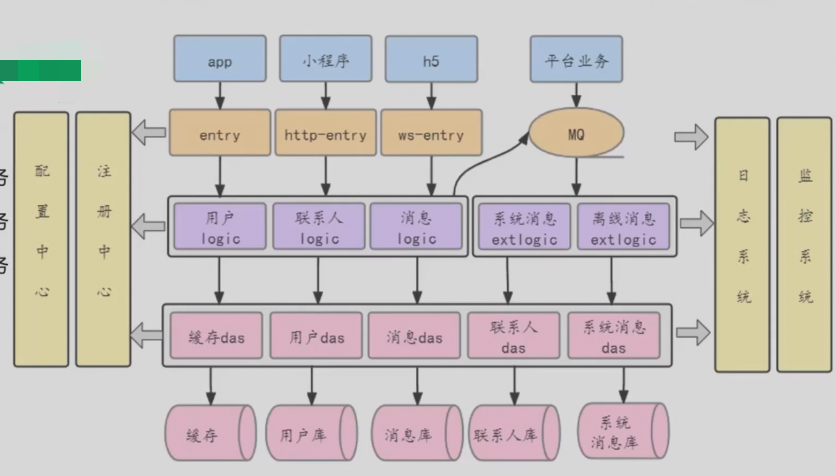 app
小程序
h5
平台业务
entry
http-entry
ws-entry
MQ
务
务
务
配置中心
注册中心
用户
logic
联系人
logic
消息
logic
系统消息
extlogic
离线消息
extlogic
日志系统
监控系统
缓存das
用户das
消息das
联系人
das
系统消息
das
缓存
用户库
消息库
联系人库
系统
消息库